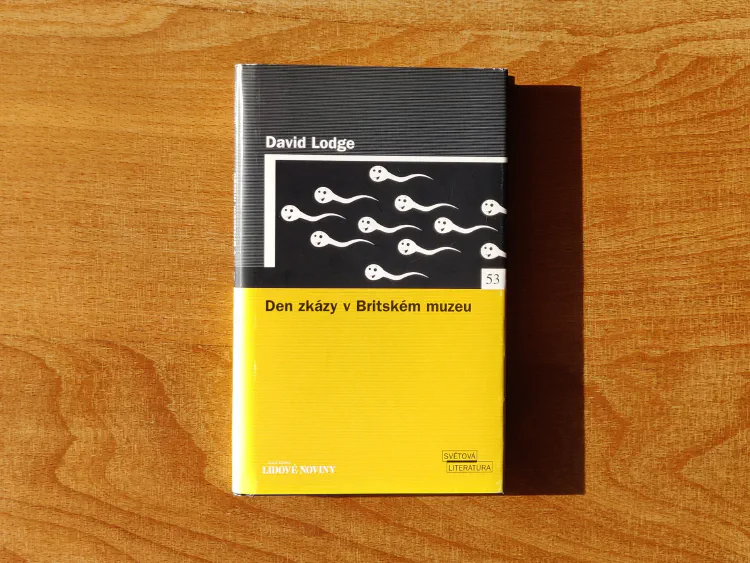 David Lodge
53
Den zkázy v Britském muzeu
LIDOVÉ NOVINY
SVĚTOVÁ
LITERATURA